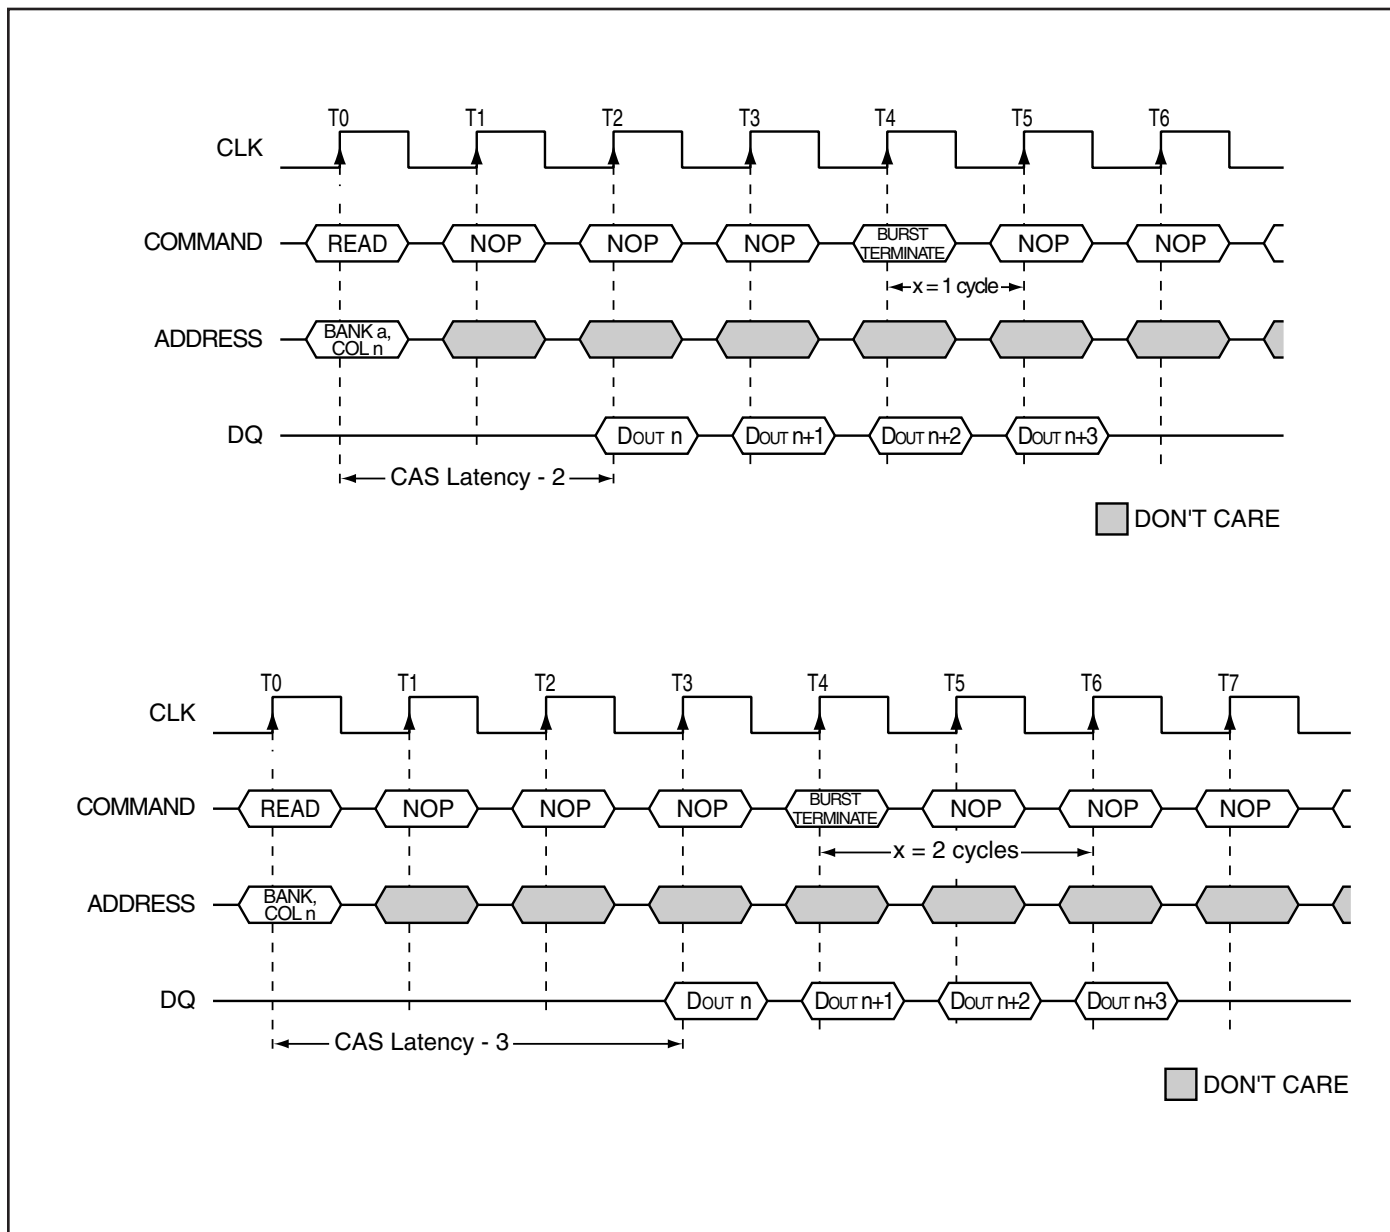 T0 T1 T2 T3 T4 T5 T6
CLK
COMMAND READ NOP NOP NOP BURST TERMINATE NOP NOP
x = 1 cycle
ADDRESS BANK a, COL n
DQ DOUT n DOUT n+1 DOUT n+2 DOUT n+3
CAS Latency - 2
DON'T CARE
T0 T1 T2 T3 T4 T5 T6 T7
CLK
COMMAND READ NOP NOP NOP BURST TERMINATE NOP NOP NOP
x = 2 cycles
ADDRESS BANK, COL n
DQ DOUT n DOUT n+1 DOUT n+2 DOUT n+3
CAS Latency - 3
DON'T CARE